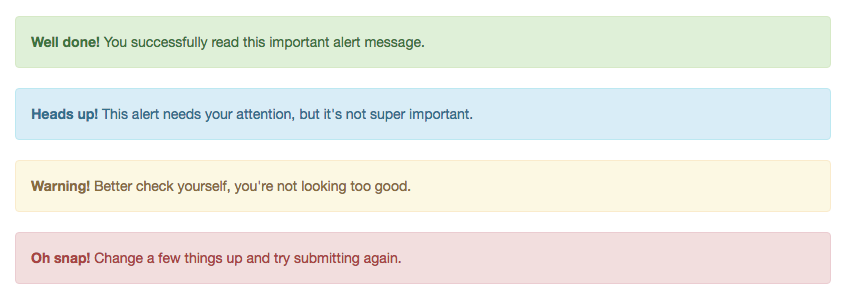 Well done! You successfully read this important alert message.
Heads up! This alert needs your attention, but it's not super important.
Warning! Better check yourself, you're not looking too good.
Oh snap! Change a few things up and try submitting again.